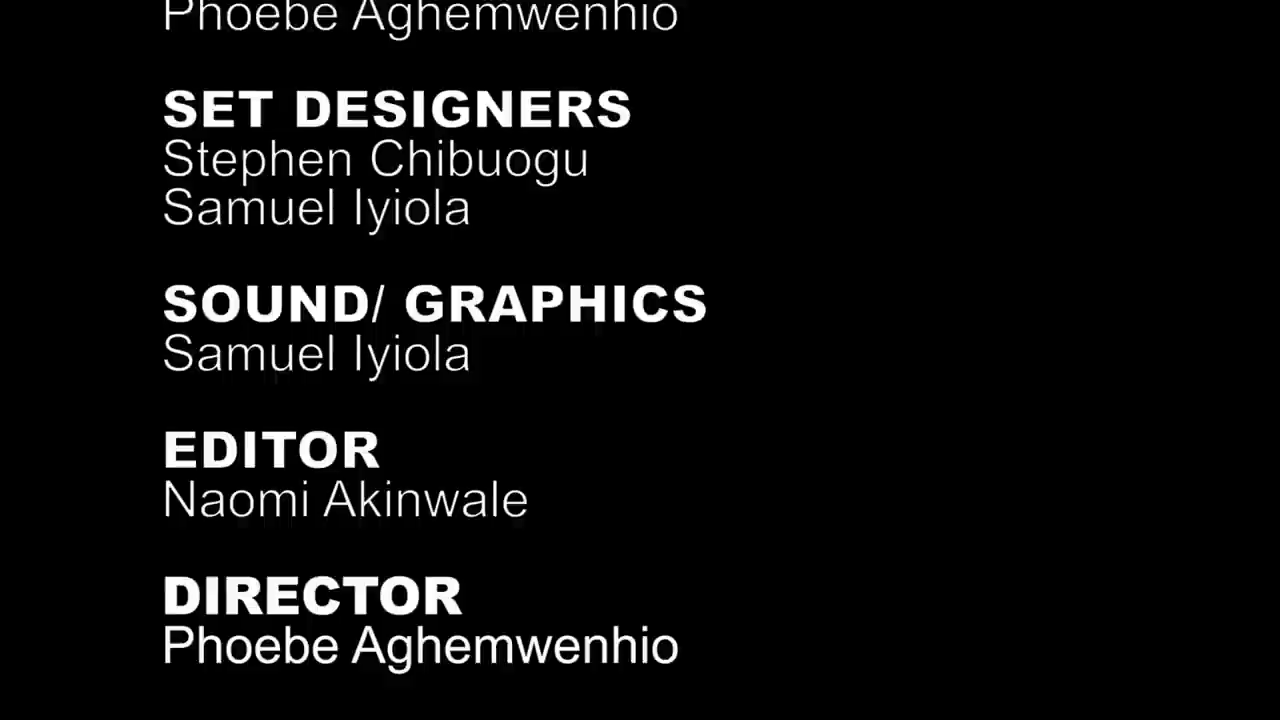 Phoebe Aghemwenhio
SET DESIGNERS
Stephen Chibuogu
Samuel Iyiola
SOUND/ GRAPHICS
Samuel Iyiola
EDITOR
Naomi Akinwale
DIRECTOR
Phoebe Aghemwenhio